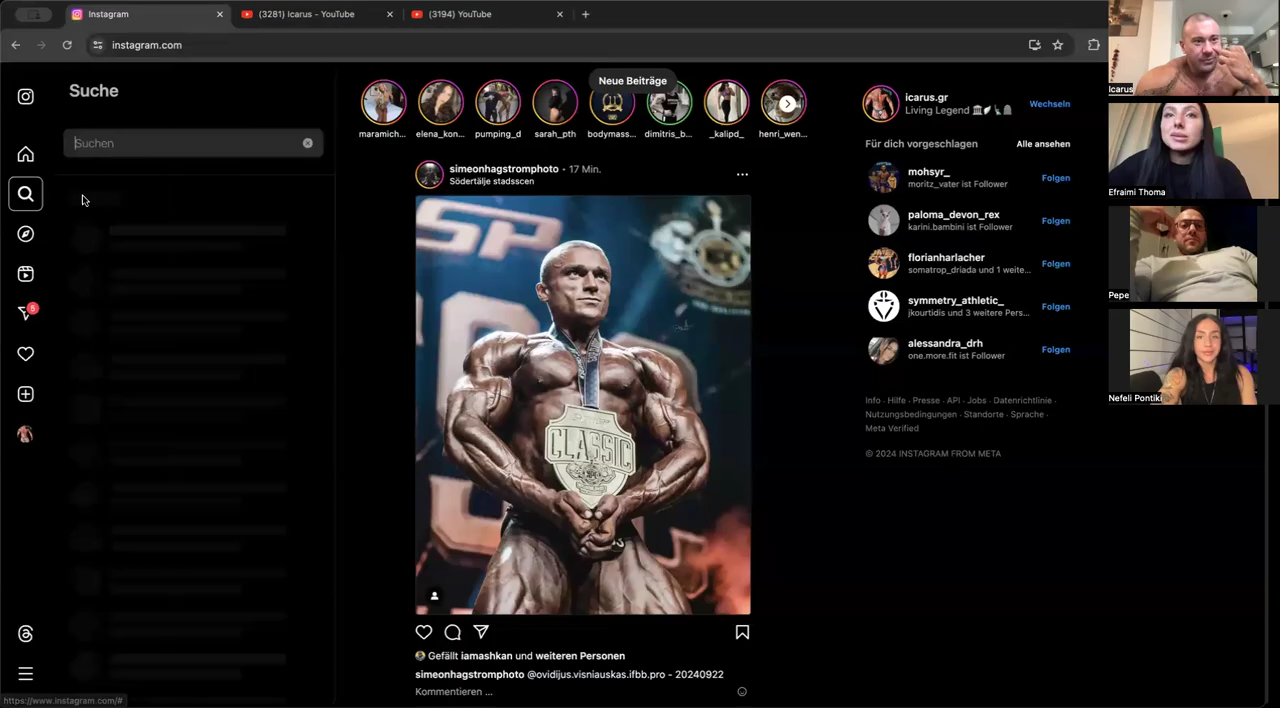 Instagram
(3281) Icarus - YouTube
(3194) YouTube
instagram.com
Suche
Suchen
Neue Beiträge
maramich...
elena_kon...
pumping_d
sarah_pth
bodymass...
dimitris_b...
_kalipd_
henri_wen...
simeonhagstromphoto · 17 Min.
Södertälje stadsscen
CLASSIC
Gefällt iamashkan und weiteren Personen
simeonhagstromphoto @ovidijus.visniauskas.ifbb.pro - 20240922
Kommentieren ...
icarus.gr
Living Legend
Wechseln
Für dich vorgeschlagen
Alle ansehen
mohsyr_
moritz_vater ist Follower
Folgen
paloma_devon_rex
karini.bambini ist Follower
Folgen
florianharlacher
somatrop_driada und 1 weite...
Folgen
symmetry_athletic_
jkourtidis und 3 weitere Pers...
Folgen
alessandra_drh
one.more.fit ist Follower
Folgen
Info · Hilfe · Presse · API · Jobs · Datenrichtlinie ·
Nutzungsbedingungen · Standorte · Sprache ·
Meta Verified
© 2024 INSTAGRAM FROM META
5
https://www.instagram.com/#
Icarus
Efraimi Thoma
Pepe
Nefeli Pontiki